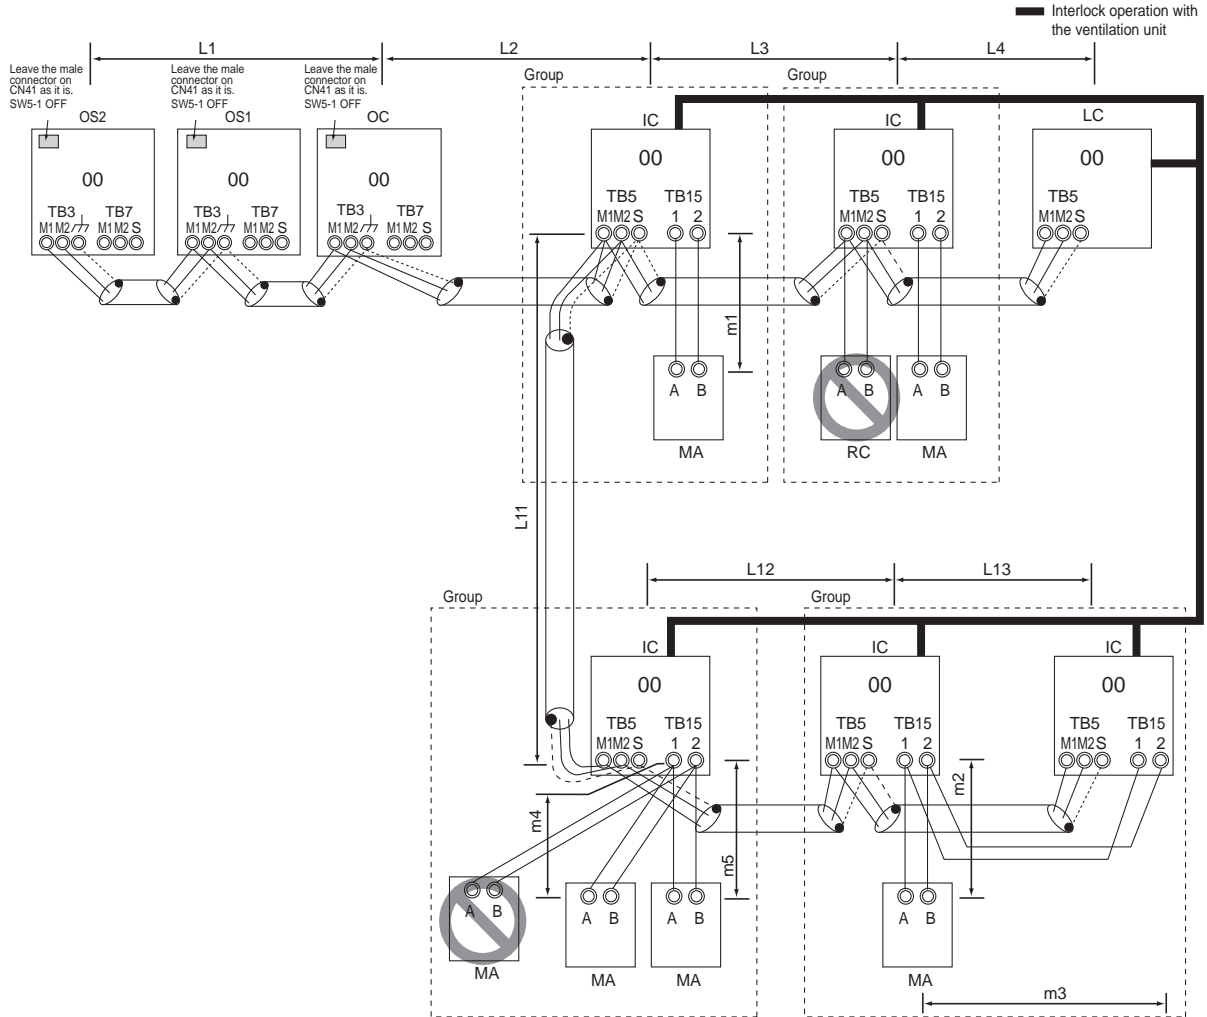 Interlock operation with
the ventilation unit
L1
L2
L3
L4
Leave the male
connector on
CN41 as it is.
SW5-1 OFF
Leave the male
connector on
CN41 as it is.
SW5-1 OFF
Leave the male
connector on
CN41 as it is.
SW5-1 OFF
Group
Group
OS2
OS1
OC
IC
IC
LC
00
00
00
00
00
00
TB3
TB7
TB3
TB7
TB3
TB7
TB5
TB15
TB5
TB15
TB5
M1 M2
M1 M2 S
M1 M2
M1 M2 S
M1 M2
M1 M2 S
M1 M2 S
1 2
M1 M2 S
1 2
M1 M2 S
m1
A B
A B
A B
MA
RC
MA
L11
L12
L13
Group
Group
IC
IC
IC
00
00
00
TB5
TB15
TB5
TB15
TB5
TB15
M1 M2 S
1 2
M1 M2 S
1 2
M1 M2 S
1 2
m4
m5
m2
A B
A B
A B
A B
MA
MA
MA
MA
m3